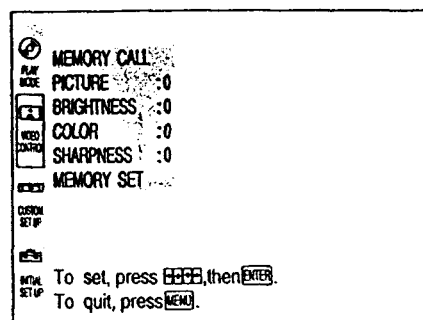 MEMORY CALL
PLAY
MODE
PICTURE :0
BRIGHTNESS :0
VIDEO
CONTROL
COLOR :0
SHARPNESS :0
MEMORY SET
CUSTOM
SET UP
INITIAL
SET UP
To set, press ,then ENTER.
To quit, press MENU.